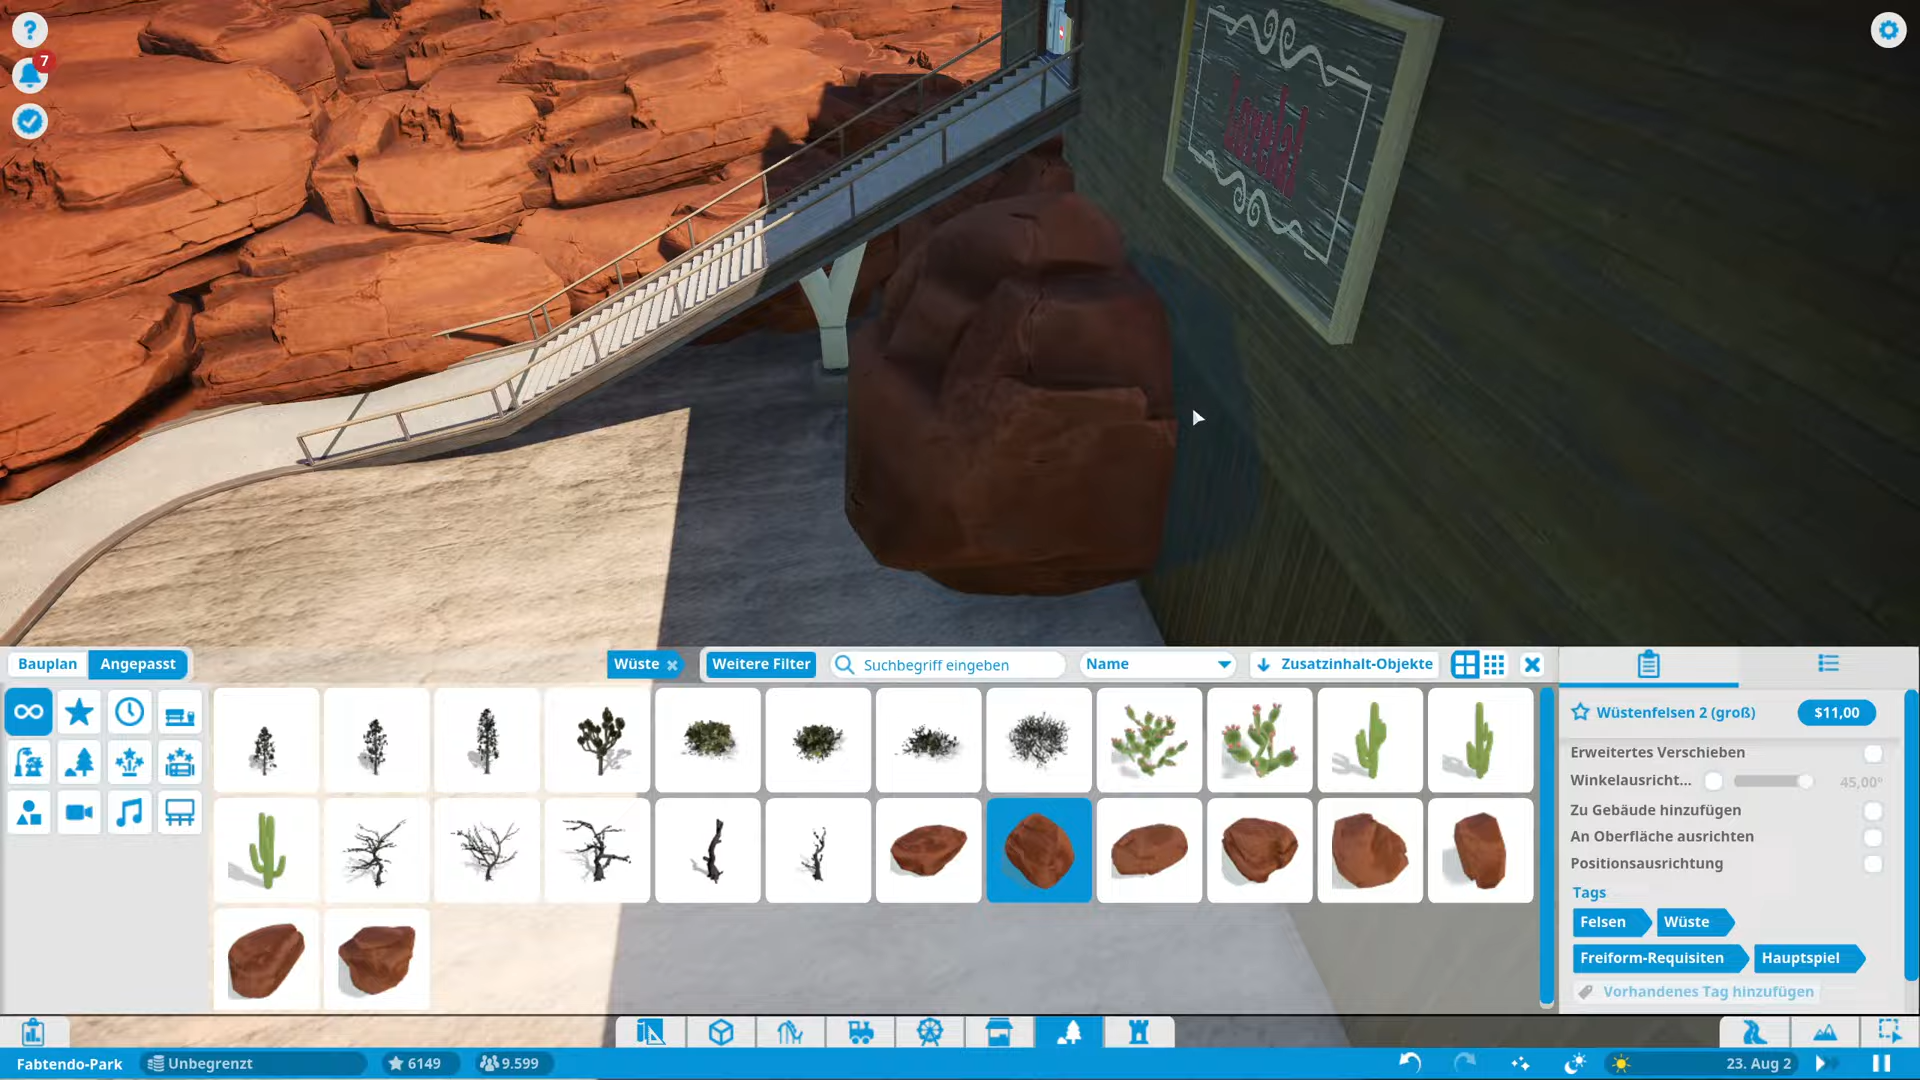 ?
7
Bauplan
Angepasst
Wüste ×
Weitere Filter
Suchbegriff eingeben
Name
Zusatzinhalt-Objekte
Wüstenfelsen 2 (groß)
$11,00
Erweitertes Verschieben
Winkelausricht...
45,00°
Zu Gebäude hinzufügen
An Oberfläche ausrichten
Positionsausrichtung
Tags
Felsen
Wüste
Freiform-Requisiten
Hauptspiel
Vorhandenes Tag hinzufügen
Fabtendo-Park
Unbegrenzt
6149
9.599
23. Aug 2